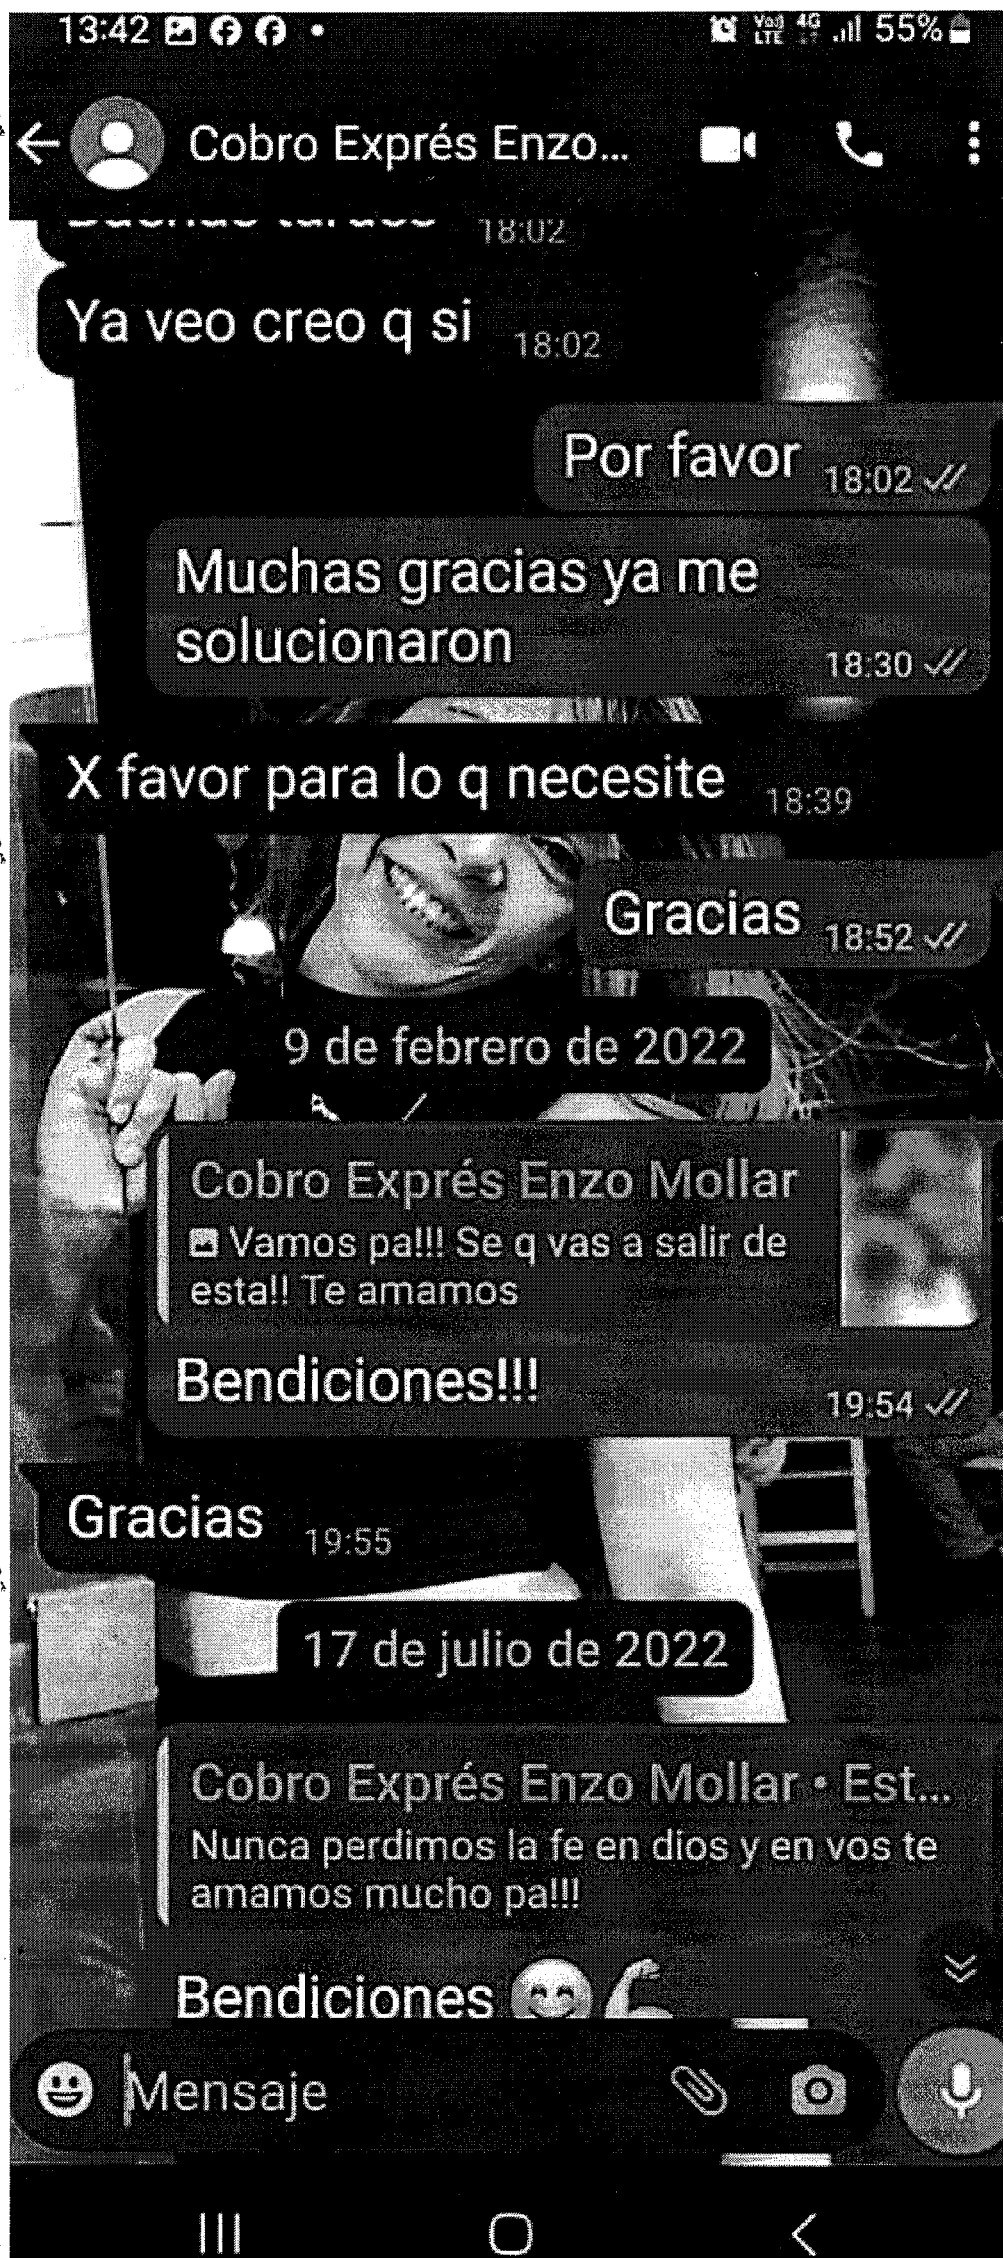 13:42 55%
Cobro Exprés Enzo...
18:02
Ya veo creo q si 18:02
Por favor 18:02
Muchas gracias ya me
solucionaron 18:30
X favor para lo q necesite 18:39
Gracias 18:52
9 de febrero de 2022
Cobro Exprés Enzo Mollar
Vamos pa!!! Se q vas a salir de
esta!! Te amamos
Bendiciones!!! 19:54
Gracias 19:55
17 de julio de 2022
Cobro Exprés Enzo Mollar • Est...
Nunca perdimos la fe en dios y en vos te
amamos mucho pa!!!
Bendiciones 😊💪
Mensaje